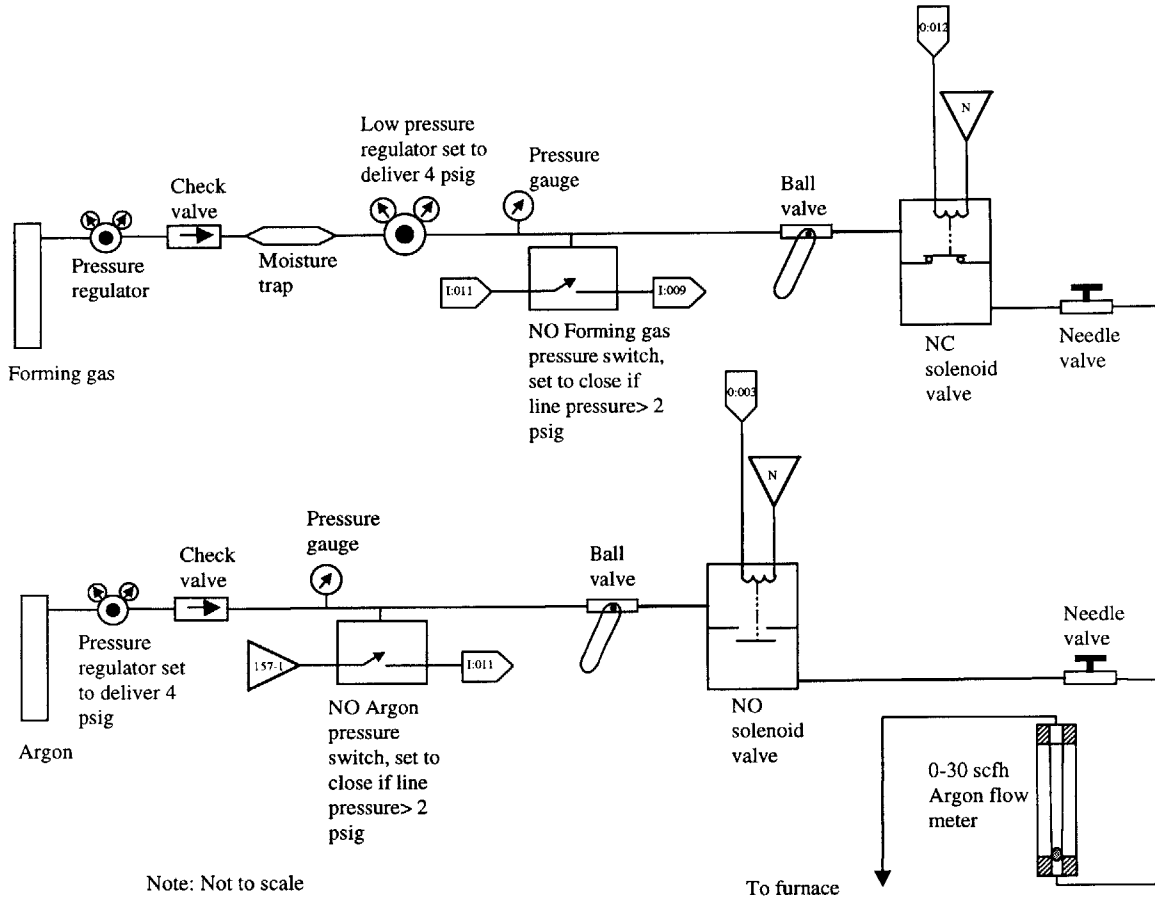 O:012
N
Low pressure
regulator set to
deliver 4 psig
Pressure
gauge
Ball
valve
Check
valve
Pressure
regulator
Moisture
trap
I:011
I:009
Forming gas
NO Forming gas
pressure switch,
set to close if
line pressure> 2
psig
NC
solenoid
valve
Needle
valve
O:003
N
Pressure
gauge
Check
valve
Ball
valve
Needle
valve
Pressure
regulator set
to deliver 4
psig
157-1
I:011
Argon
NO Argon
pressure
switch, set to
close if line
pressure> 2
psig
NO
solenoid
valve
0-30 scfh
Argon flow
meter
Note: Not to scale
To furnace